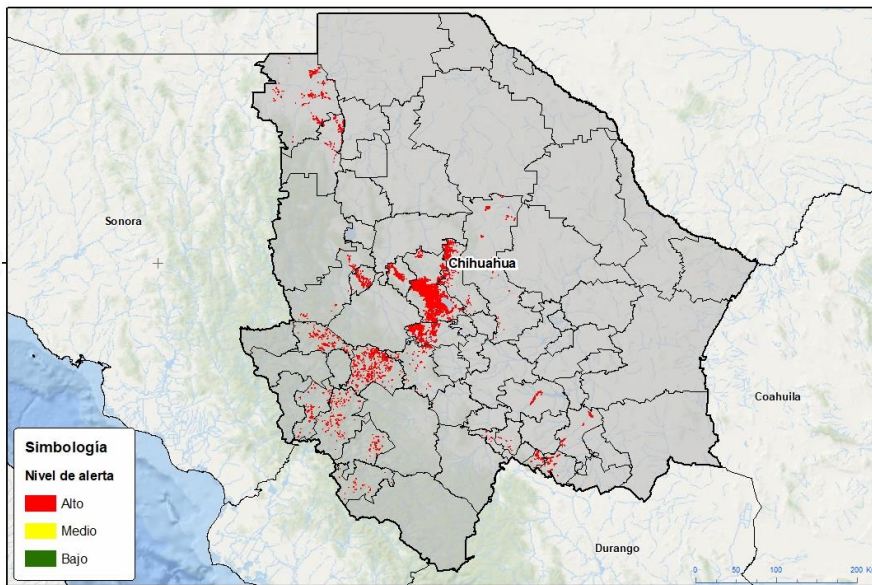 Sonora
Chihuahua
Coahuila
Durango
Simbología
Nivel de alerta
Alto
Medio
Bajo
0 50 100 200 K